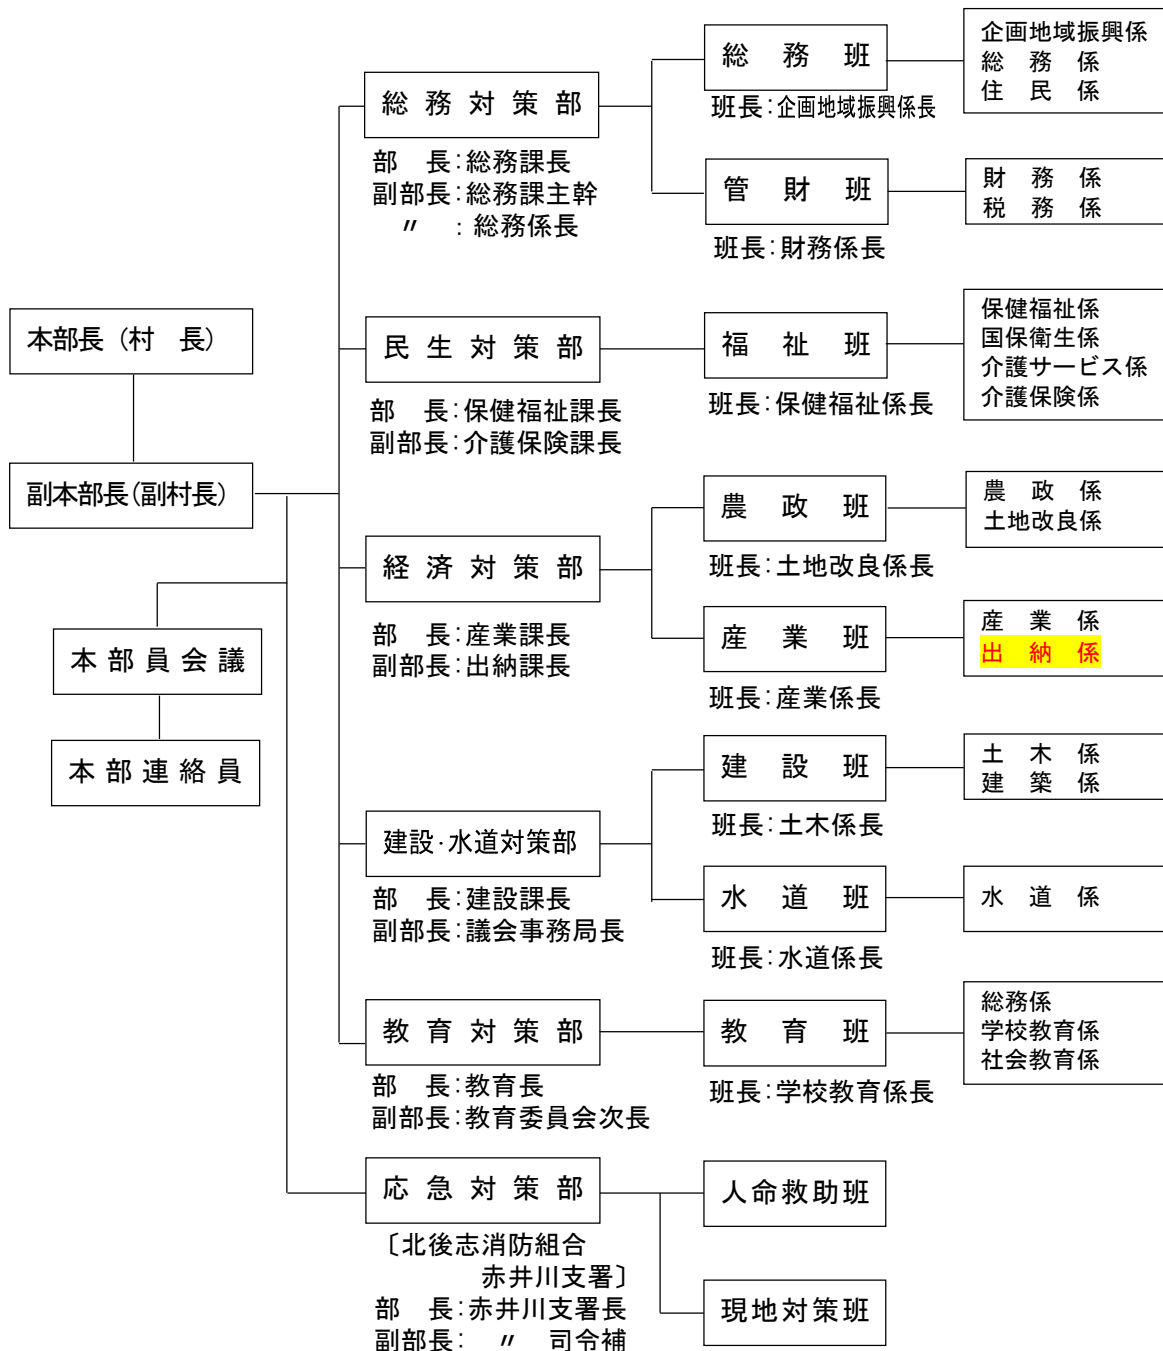 本部長（村　長）
副本部長（副村長）
本部員会議
本部連絡員
総務対策部
部　長：総務課長
副部長：総務課主幹
〃　：総務係長
総務班
班長：企画地域振興係長
企画地域振興係
総　務　係
住　民　係
管財班
班長：財務係長
財　務　係
税　務　係
民生対策部
部　長：保健福祉課長
副部長：介護保険課長
福祉班
班長：保健福祉係長
保健福祉係
国保衛生係
介護サービス係
介護保険係
経済対策部
部　長：産業課長
副部長：出納課長
農政班
班長：土地改良係長
農　政　係
土地改良係
産業班
班長：産業係長
産　業　係
出　納　係
建設・水道対策部
部　長：建設課長
副部長：議会事務局長
建設班
班長：土木係長
土　木　係
建　築　係
水道班
班長：水道係長
水　道　係
教育対策部
部　長：教育長
副部長：教育委員会次長
教育班
班長：学校教育係長
総務係
学校教育係
社会教育係
応急対策部
〔北後志消防組合
赤井川支署〕
部　長：赤井川支署長
副部長：　〃　司令補
人命救助班
現地対策班